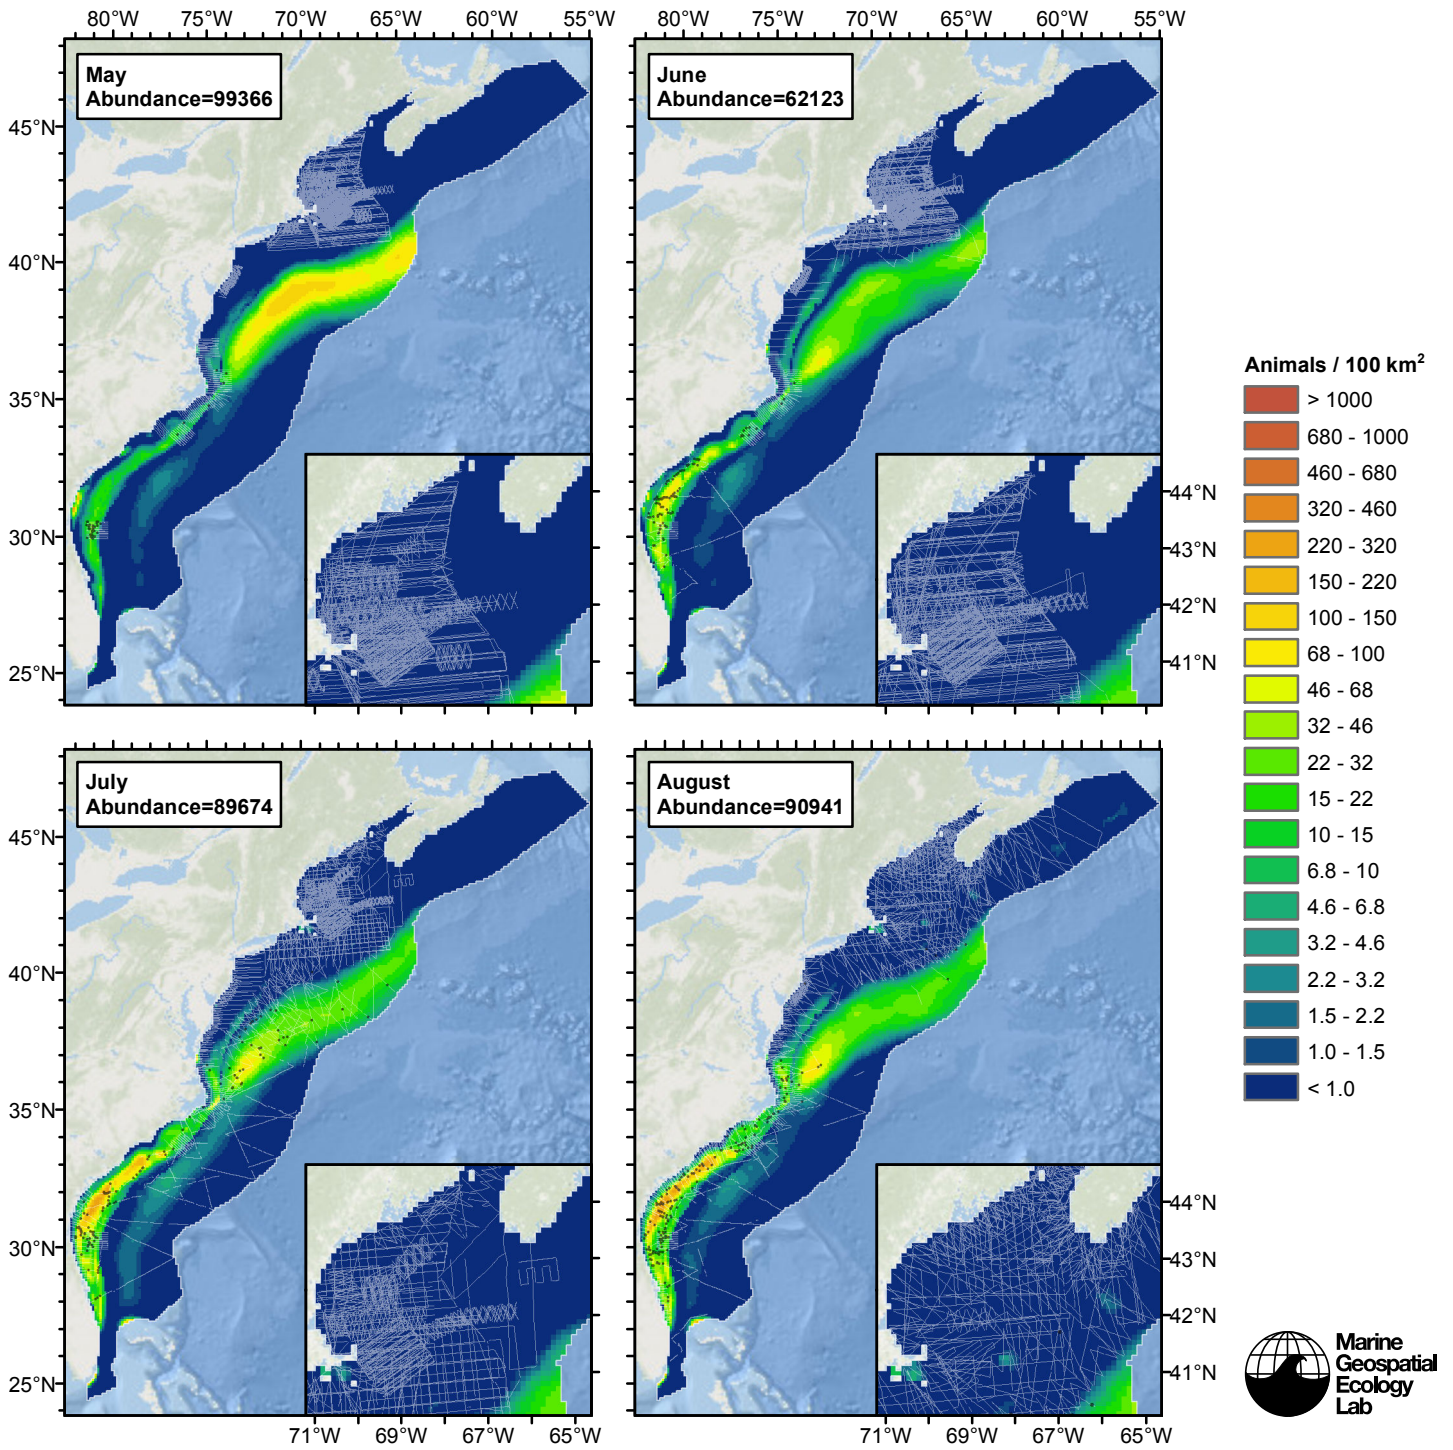 80°W 75°W 70°W 65°W 60°W 55°W
80°W 75°W 70°W 65°W 60°W 55°W
May
Abundance=99366
June
Abundance=62123
45°N
40°N
35°N
30°N
25°N
44°N
43°N
42°N
41°N
Animals / 100 km²
> 1000
680 - 1000
460 - 680
320 - 460
220 - 320
150 - 220
100 - 150
68 - 100
46 - 68
32 - 46
22 - 32
15 - 22
10 - 15
6.8 - 10
4.6 - 6.8
3.2 - 4.6
2.2 - 3.2
1.5 - 2.2
1.0 - 1.5
< 1.0
July
Abundance=89674
August
Abundance=90941
45°N
40°N
35°N
30°N
25°N
44°N
43°N
42°N
41°N
71°W 69°W 67°W 65°W
71°W 69°W 67°W 65°W
Marine
Geospatial
Ecology
Lab